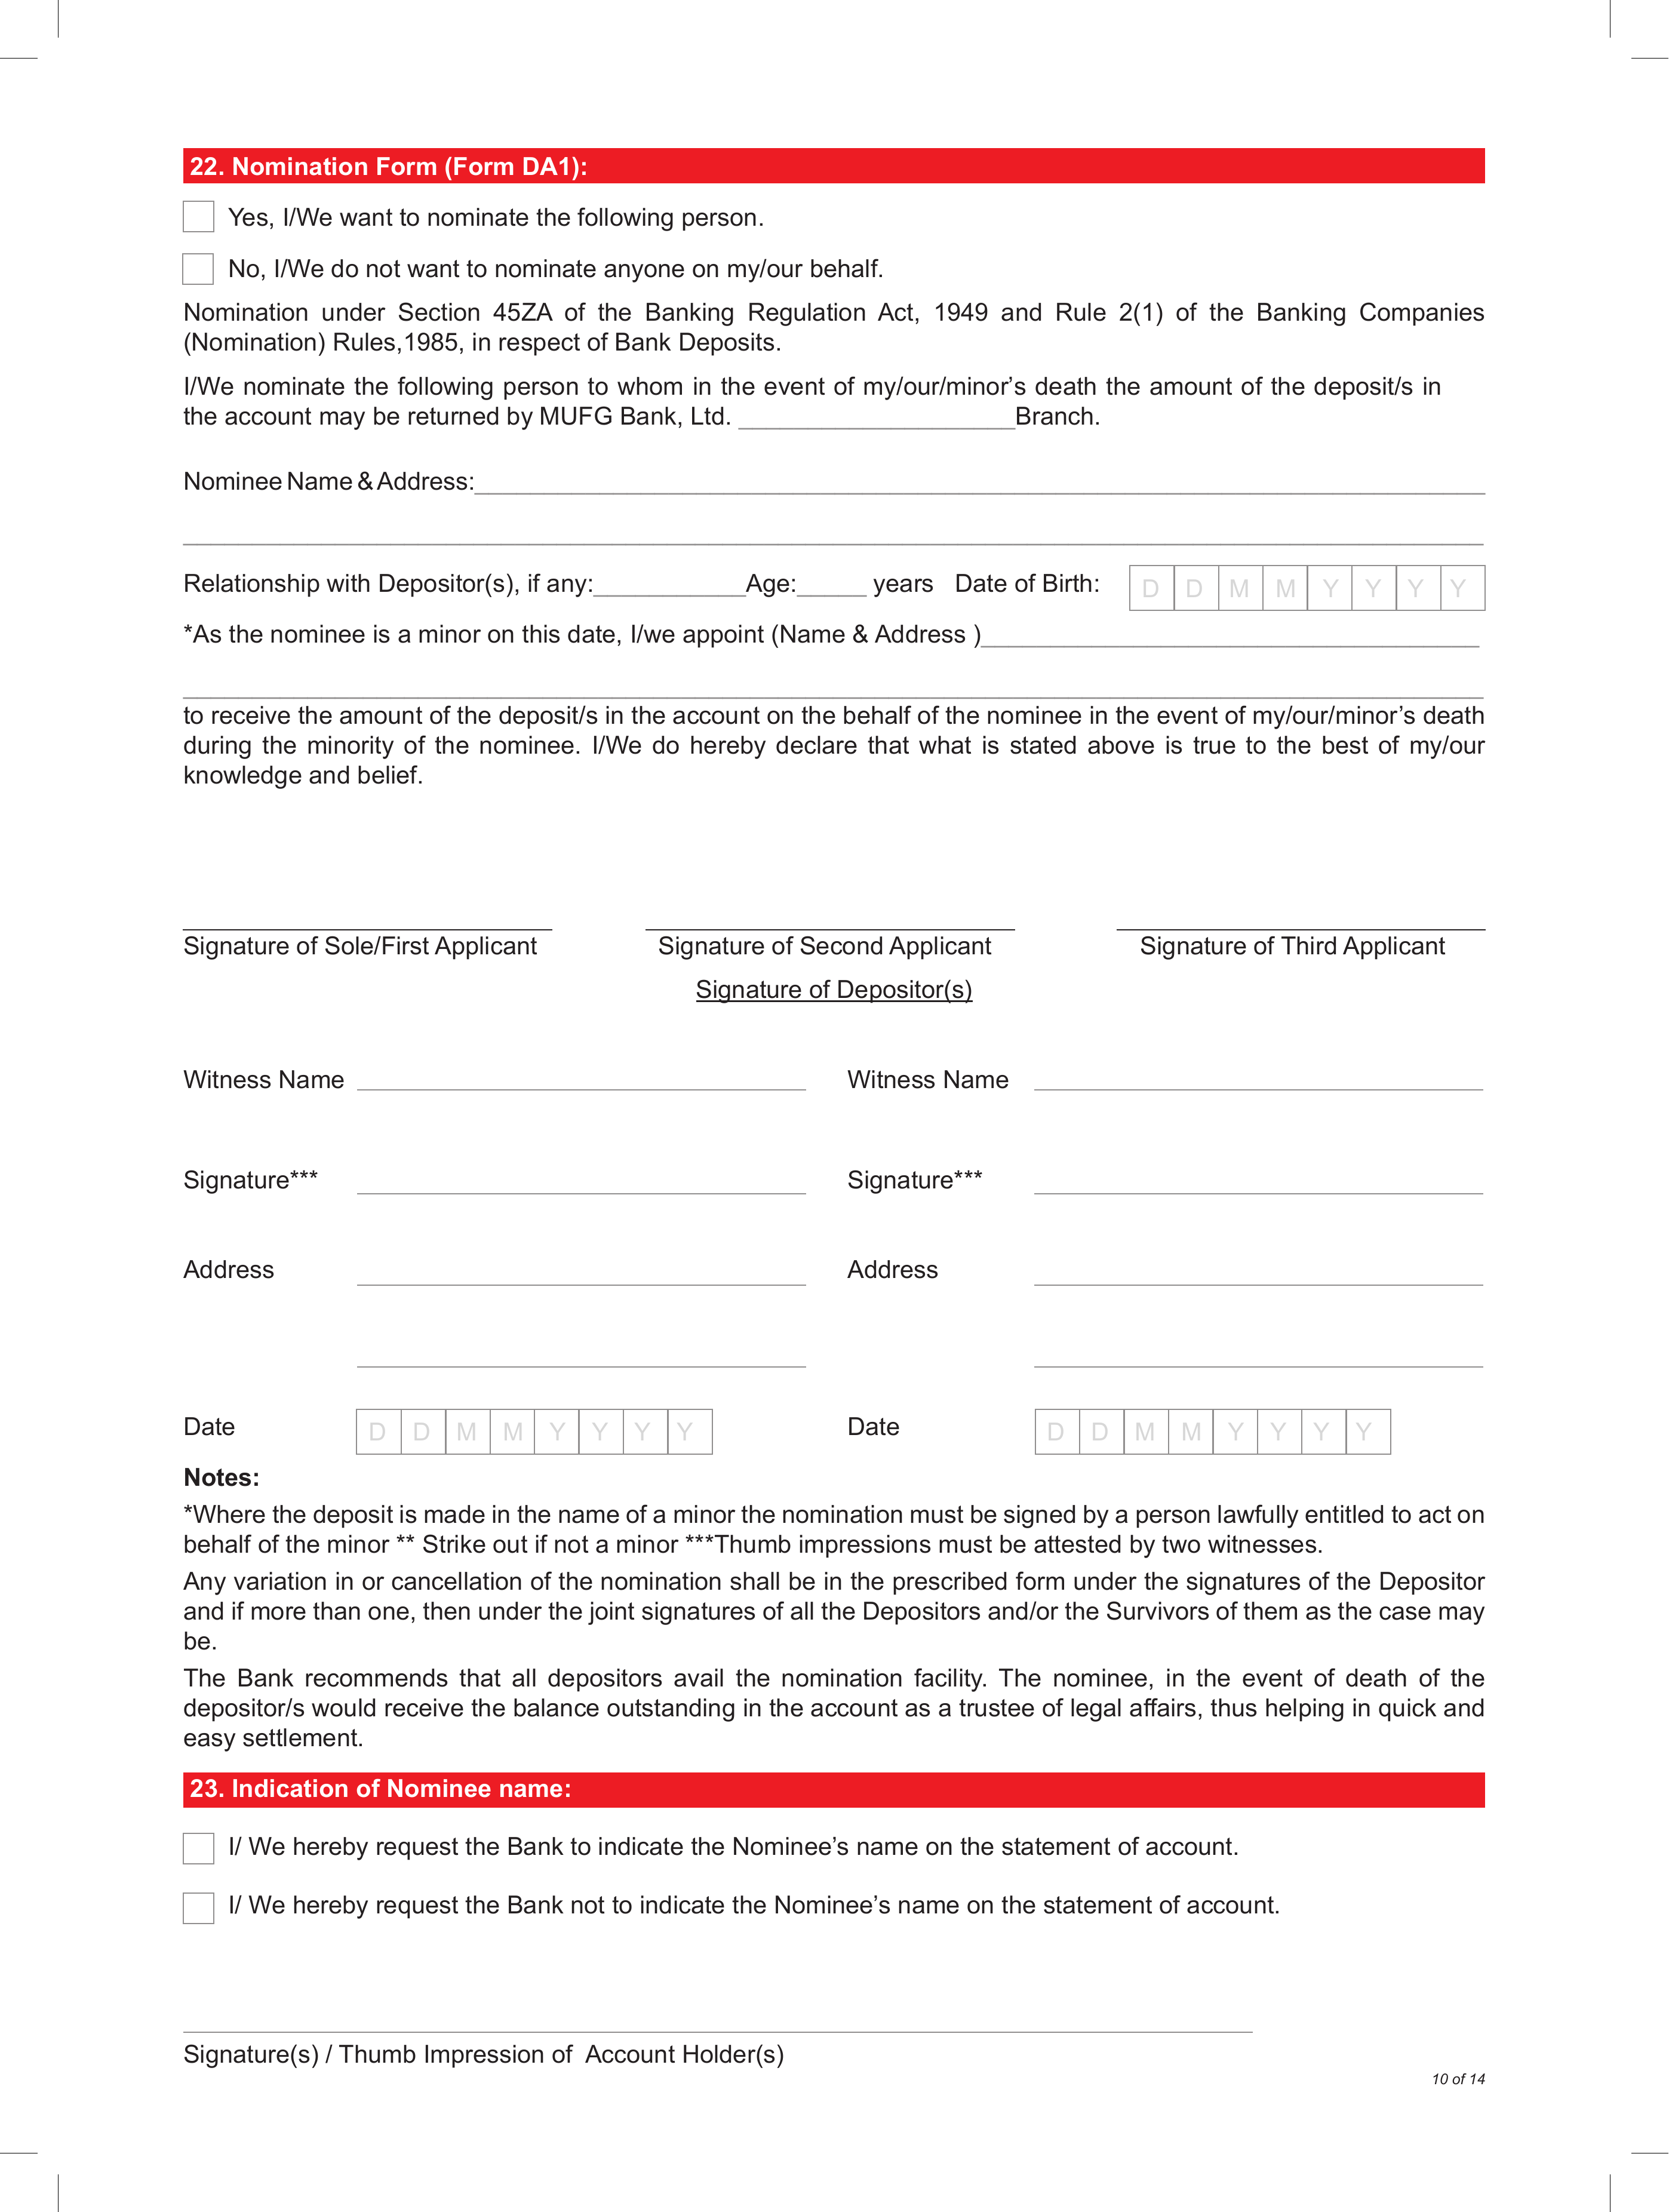 22. Nomination Form (Form DA1):
Yes, I/We want to nominate the following person.
No, I/We do not want to nominate anyone on my/our behalf.
Nomination under Section 45ZA of the Banking Regulation Act, 1949 and Rule 2(1) of the Banking Companies
(Nomination) Rules,1985, in respect of Bank Deposits.
I/We nominate the following person to whom in the event of my/our/minor’s death the amount of the deposit/s in
the account may be returned by MUFG Bank, Ltd. ____________________Branch.
Nominee Name & Address:
Relationship with Depositor(s), if any:___________Age:_____ years Date of Birth: D D M M Y Y Y Y
*As the nominee is a minor on this date, I/we appoint (Name & Address )
to receive the amount of the deposit/s in the account on the behalf of the nominee in the event of my/our/minor’s death
during the minority of the nominee. I/We do hereby declare that what is stated above is true to the best of my/our
knowledge and belief.
Signature of Sole/First Applicant Signature of Second Applicant Signature of Third Applicant
Signature of Depositor(s)
Witness Name Witness Name
Signature*** Signature***
Address Address
Date D D M M Y Y Y Y Date D D M M Y Y Y Y
Notes:
*Where the deposit is made in the name of a minor the nomination must be signed by a person lawfully entitled to act on
behalf of the minor ** Strike out if not a minor ***Thumb impressions must be attested by two witnesses.
Any variation in or cancellation of the nomination shall be in the prescribed form under the signatures of the Depositor
and if more than one, then under the joint signatures of all the Depositors and/or the Survivors of them as the case may
be.
The Bank recommends that all depositors avail the nomination facility. The nominee, in the event of death of the
depositor/s would receive the balance outstanding in the account as a trustee of legal affairs, thus helping in quick and
easy settlement.
23. Indication of Nominee name:
I/ We hereby request the Bank to indicate the Nominee’s name on the statement of account.
I/ We hereby request the Bank not to indicate the Nominee’s name on the statement of account.
Signature(s) / Thumb Impression of Account Holder(s)
10 of 14